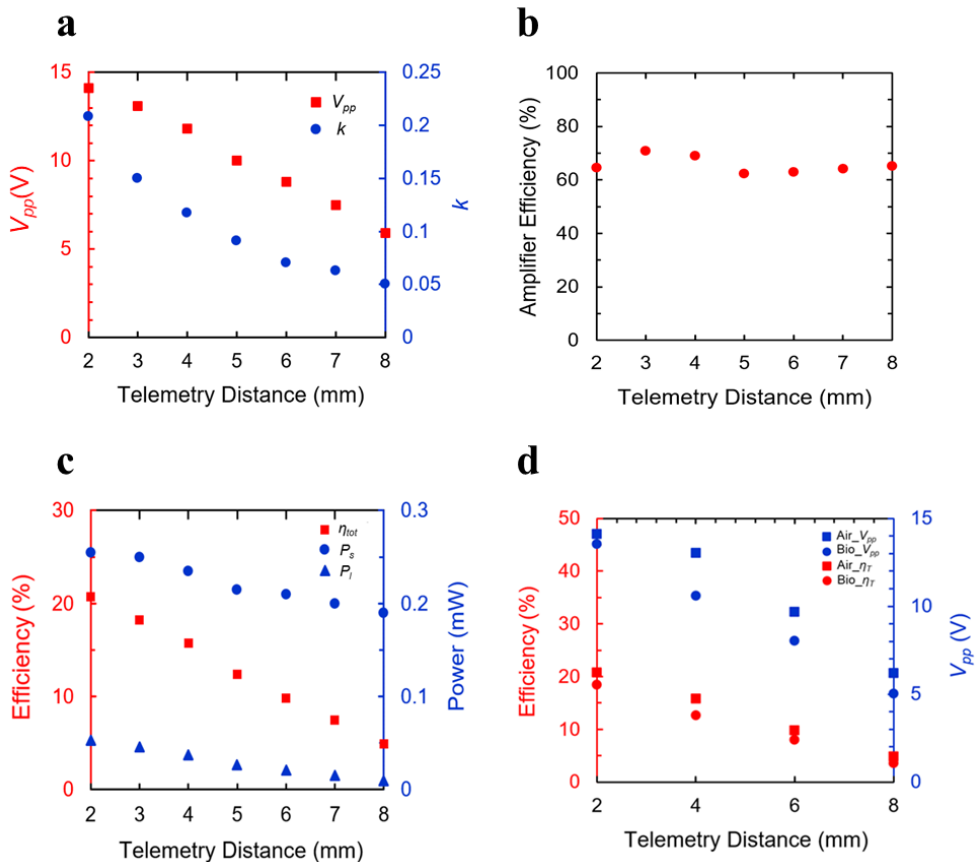 a
15
10
5
0
V_pp(V)
0.25
0.2
0.15
0.1
0.05
0
k
V_pp
k
2 3 4 5 6 7 8
Telemetry Distance (mm)
b
100
80
60
40
20
0
Amplifier Efficiency (%)
2 3 4 5 6 7 8
Telemetry Distance (mm)
c
30
20
10
0
Efficiency (%)
0.3
0.2
0.1
0
Power (mW)
η_tot
P_s
P_l
2 3 4 5 6 7 8
Telemetry Distance (mm)
d
50
40
30
20
10
0
Efficiency (%)
15
10
5
0
V_pp (V)
Air_V_pp
Bio_V_pp
Air_η_T
Bio_η_T
2 4 6 8
Telemetry Distance (mm)